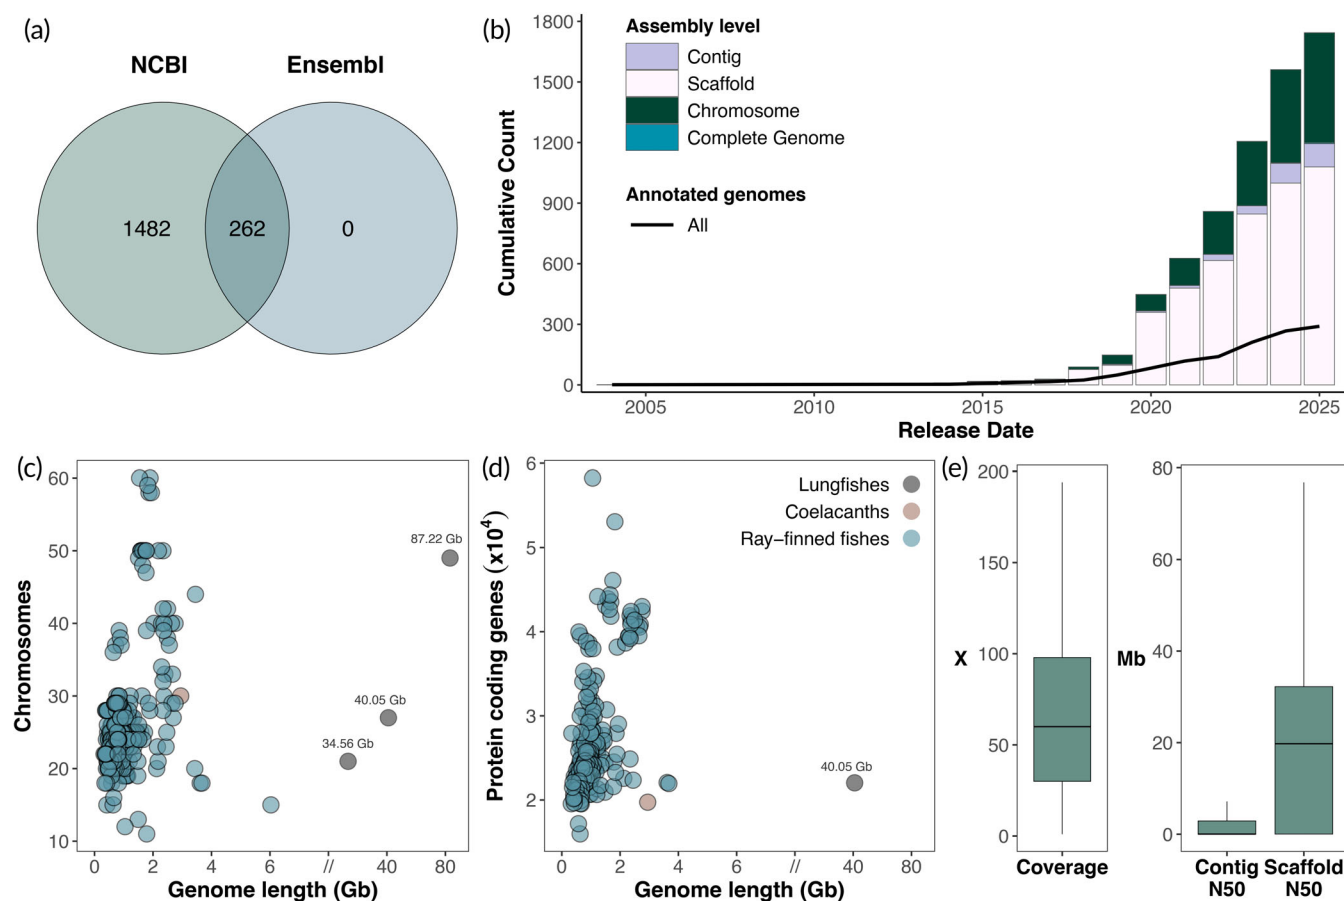 (a)
NCBI
Ensembl
1482
262
0
(b)
Assembly level
Contig
Scaffold
Chromosome
Complete Genome
Annotated genomes
All
Cumulative Count
1800
1500
1200
900
600
300
0
2005
2010
2015
2020
2025
Release Date
(c)
Chromosomes
60
50
40
30
20
10
87.22 Gb
40.05 Gb
34.56 Gb
0
2
4
6
//
40
80
Genome length (Gb)
(d)
Protein coding genes (x10⁴)
6
5
4
3
2
Lungfishes
Coelacanths
Ray-finned fishes
40.05 Gb
0
2
4
6
//
40
80
Genome length (Gb)
(e)
X
200
150
100
50
0
Coverage
Mb
80
60
40
20
0
Contig N50
Scaffold N50